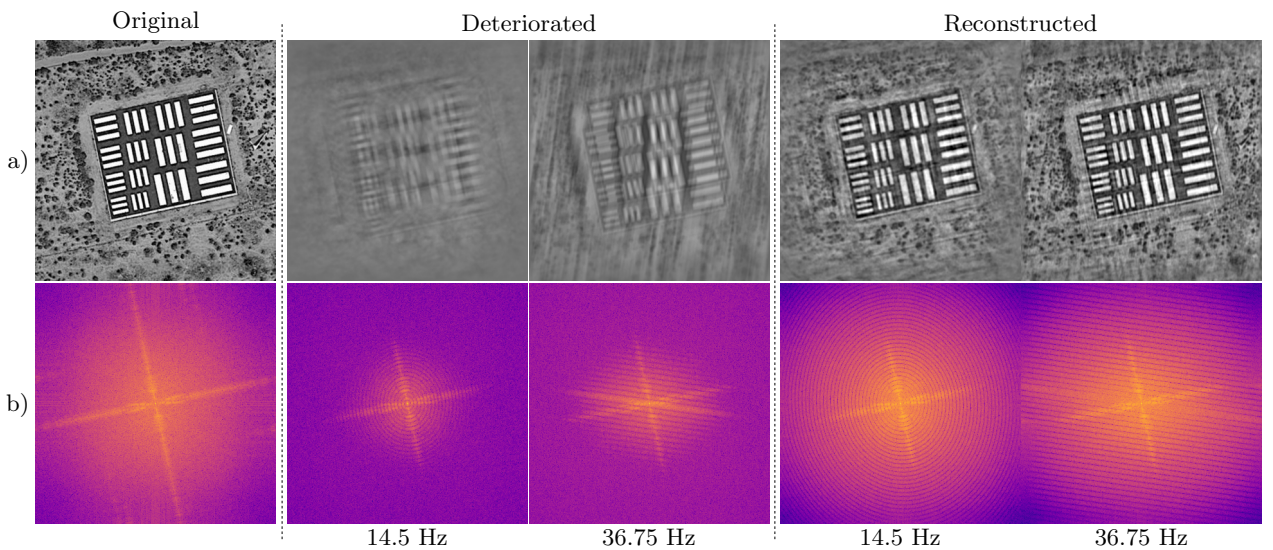 Original
Deteriorated
Reconstructed
a)
b)
14.5 Hz
36.75 Hz
14.5 Hz
36.75 Hz